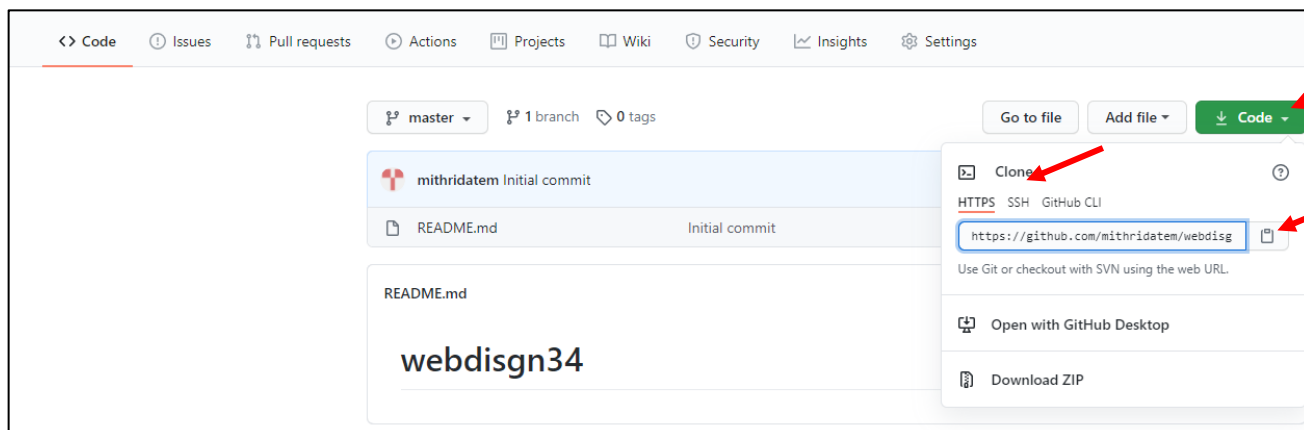 Code Issues Pull requests Actions Projects Wiki Security Insights Settings
master 1 branch 0 tags Go to file Add file Code
mithridatem Initial commit
README.md Initial commit
README.md
webdisgn34
Clone
HTTPS SSH GitHub CLI
https://github.com/mithridatem/webdisg
Use Git or checkout with SVN using the web URL.
Open with GitHub Desktop
Download ZIP